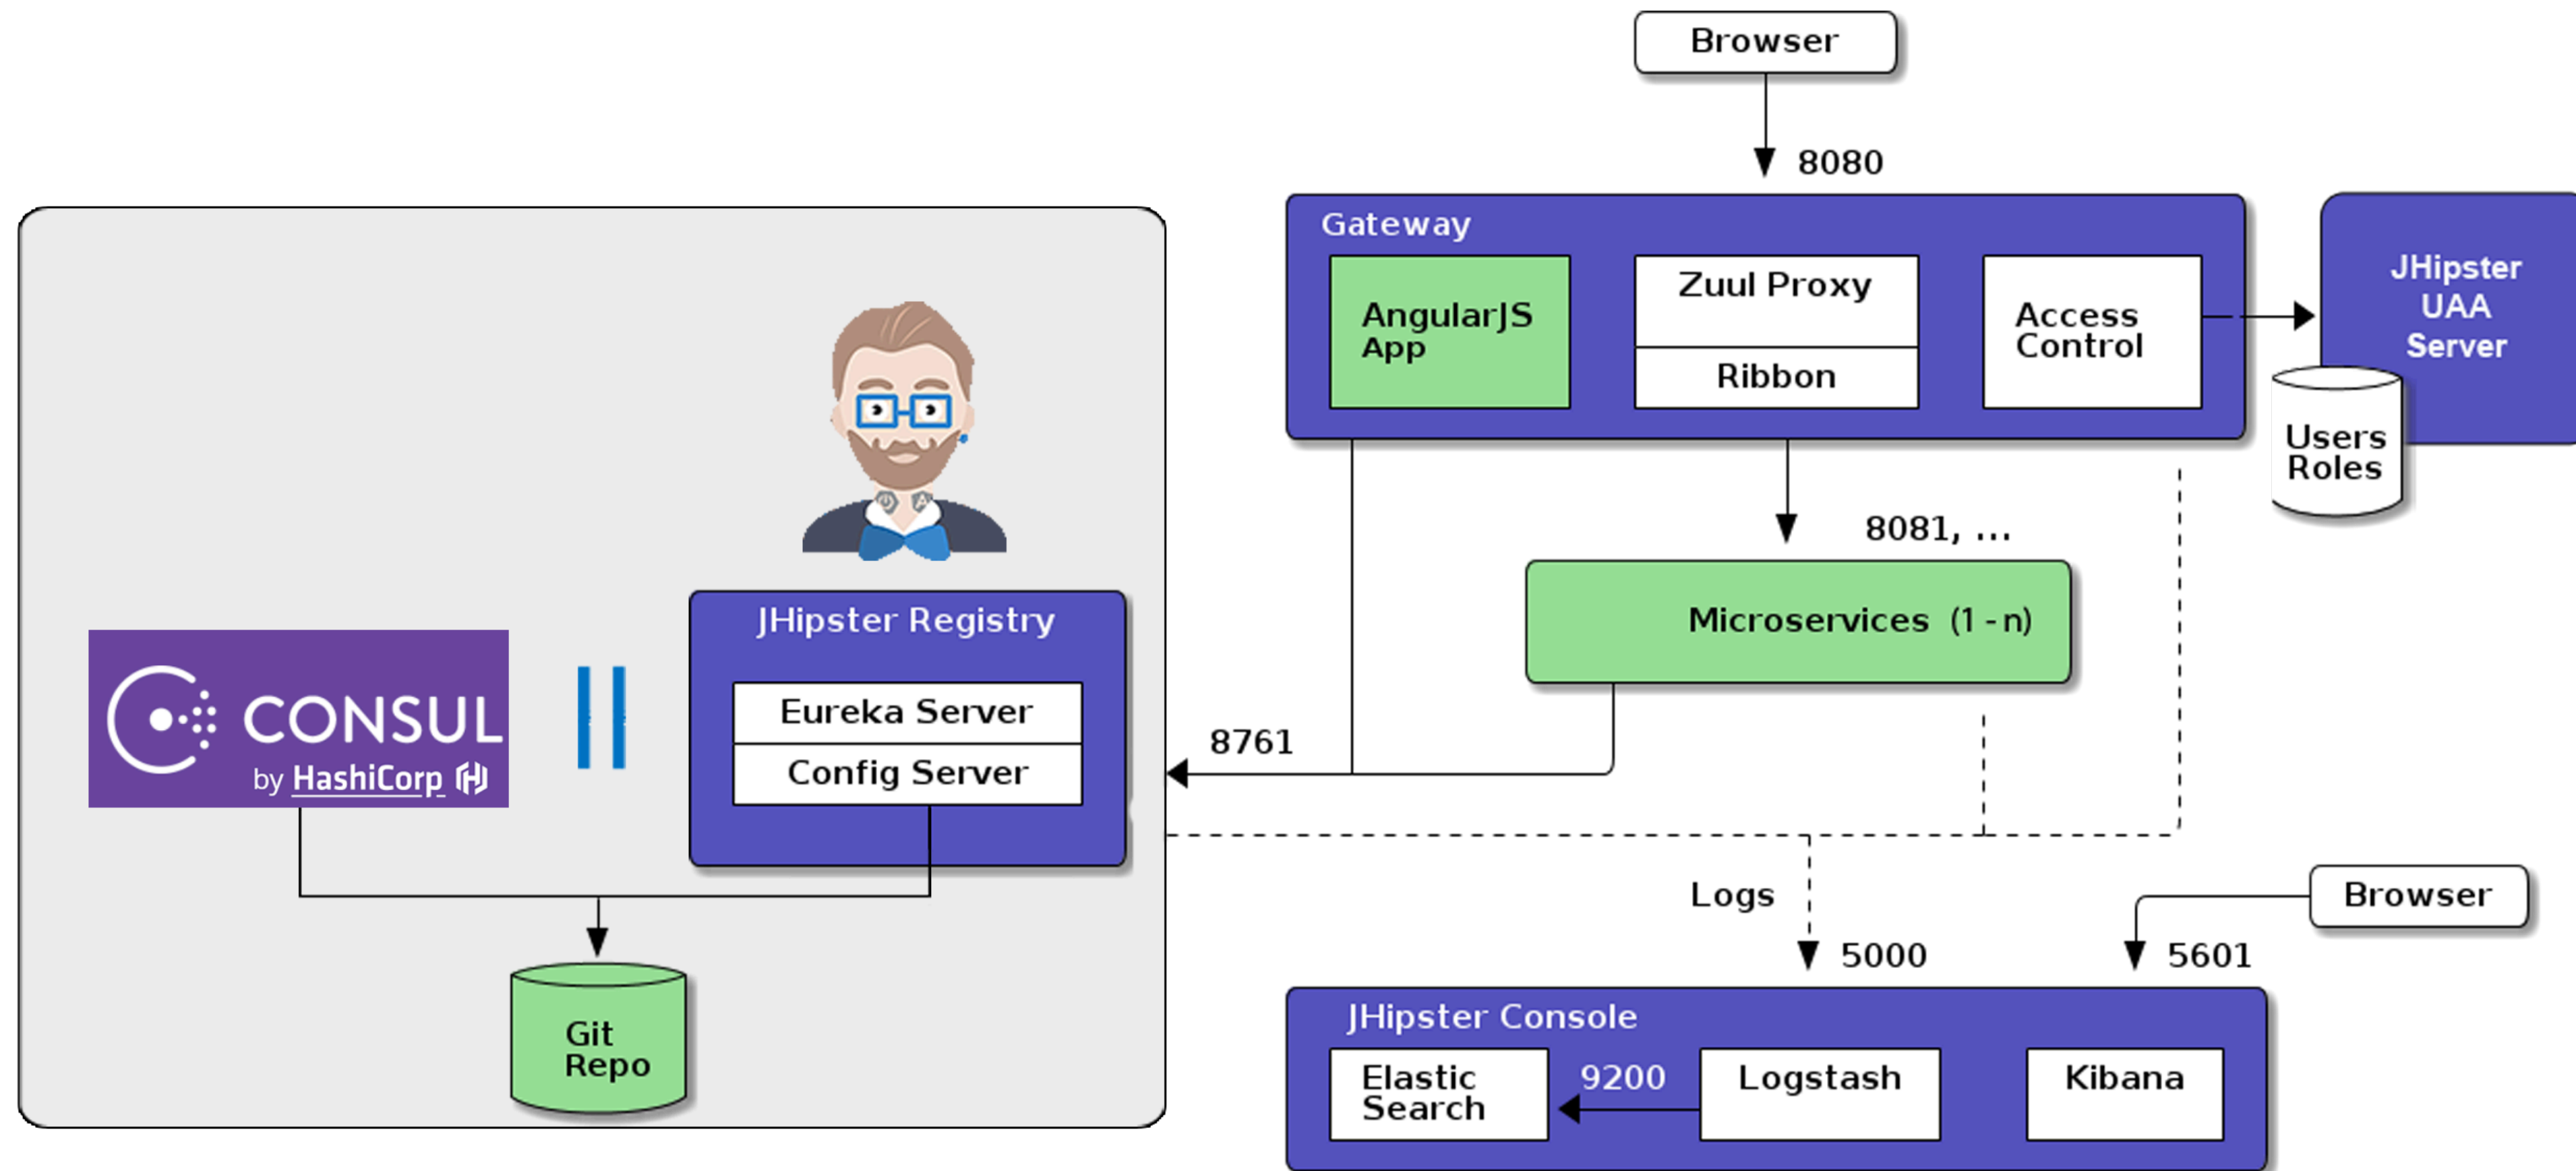 Browser
8080
Gateway
AngularJS
App
Zuul Proxy
Ribbon
Access
Control
JHipster
UAA
Server
Users
Roles
8081, ...
Microservices (1 - n)
JHipster Registry
Eureka Server
Config Server
CONSUL
by HashiCorp
8761
Git
Repo
Logs
Browser
5000
5601
JHipster Console
Elastic
Search
9200
Logstash
Kibana